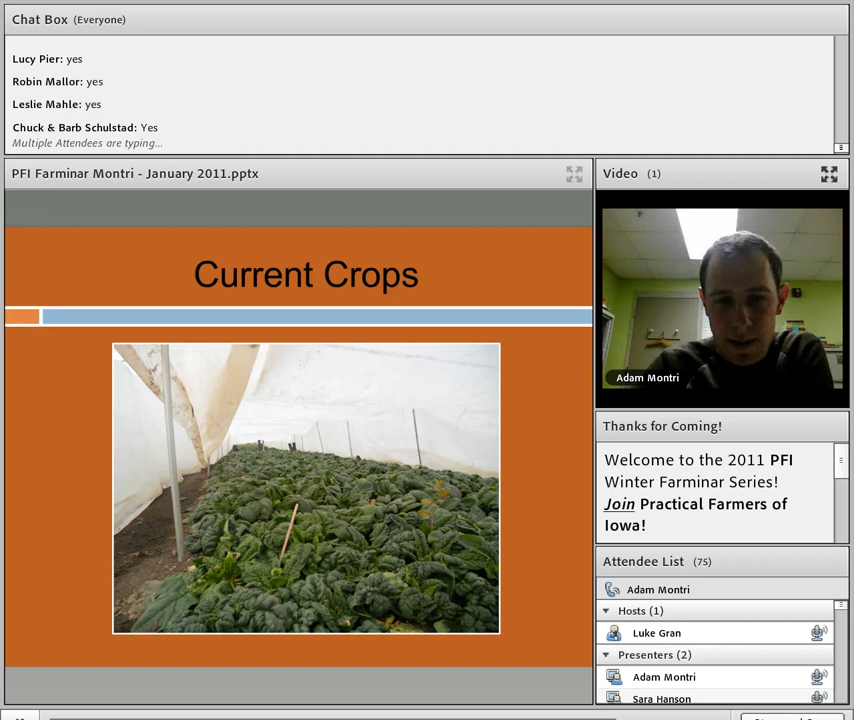 Chat Box (Everyone)
Lucy Pier: yes
Robin Mallor: yes
Leslie Mahle: yes
Chuck & Barb Schulstad: Yes
Multiple Attendees are typing...
PFI Farminar Montri - January 2011.pptx
Current Crops
Video (1)
Adam Montri
Thanks for Coming!
Welcome to the 2011 PFI
Winter Farminar Series!
Join Practical Farmers of
Iowa!
Attendee List (75)
Adam Montri
Hosts (1)
Luke Gran
Presenters (2)
Adam Montri
Sara Hanson